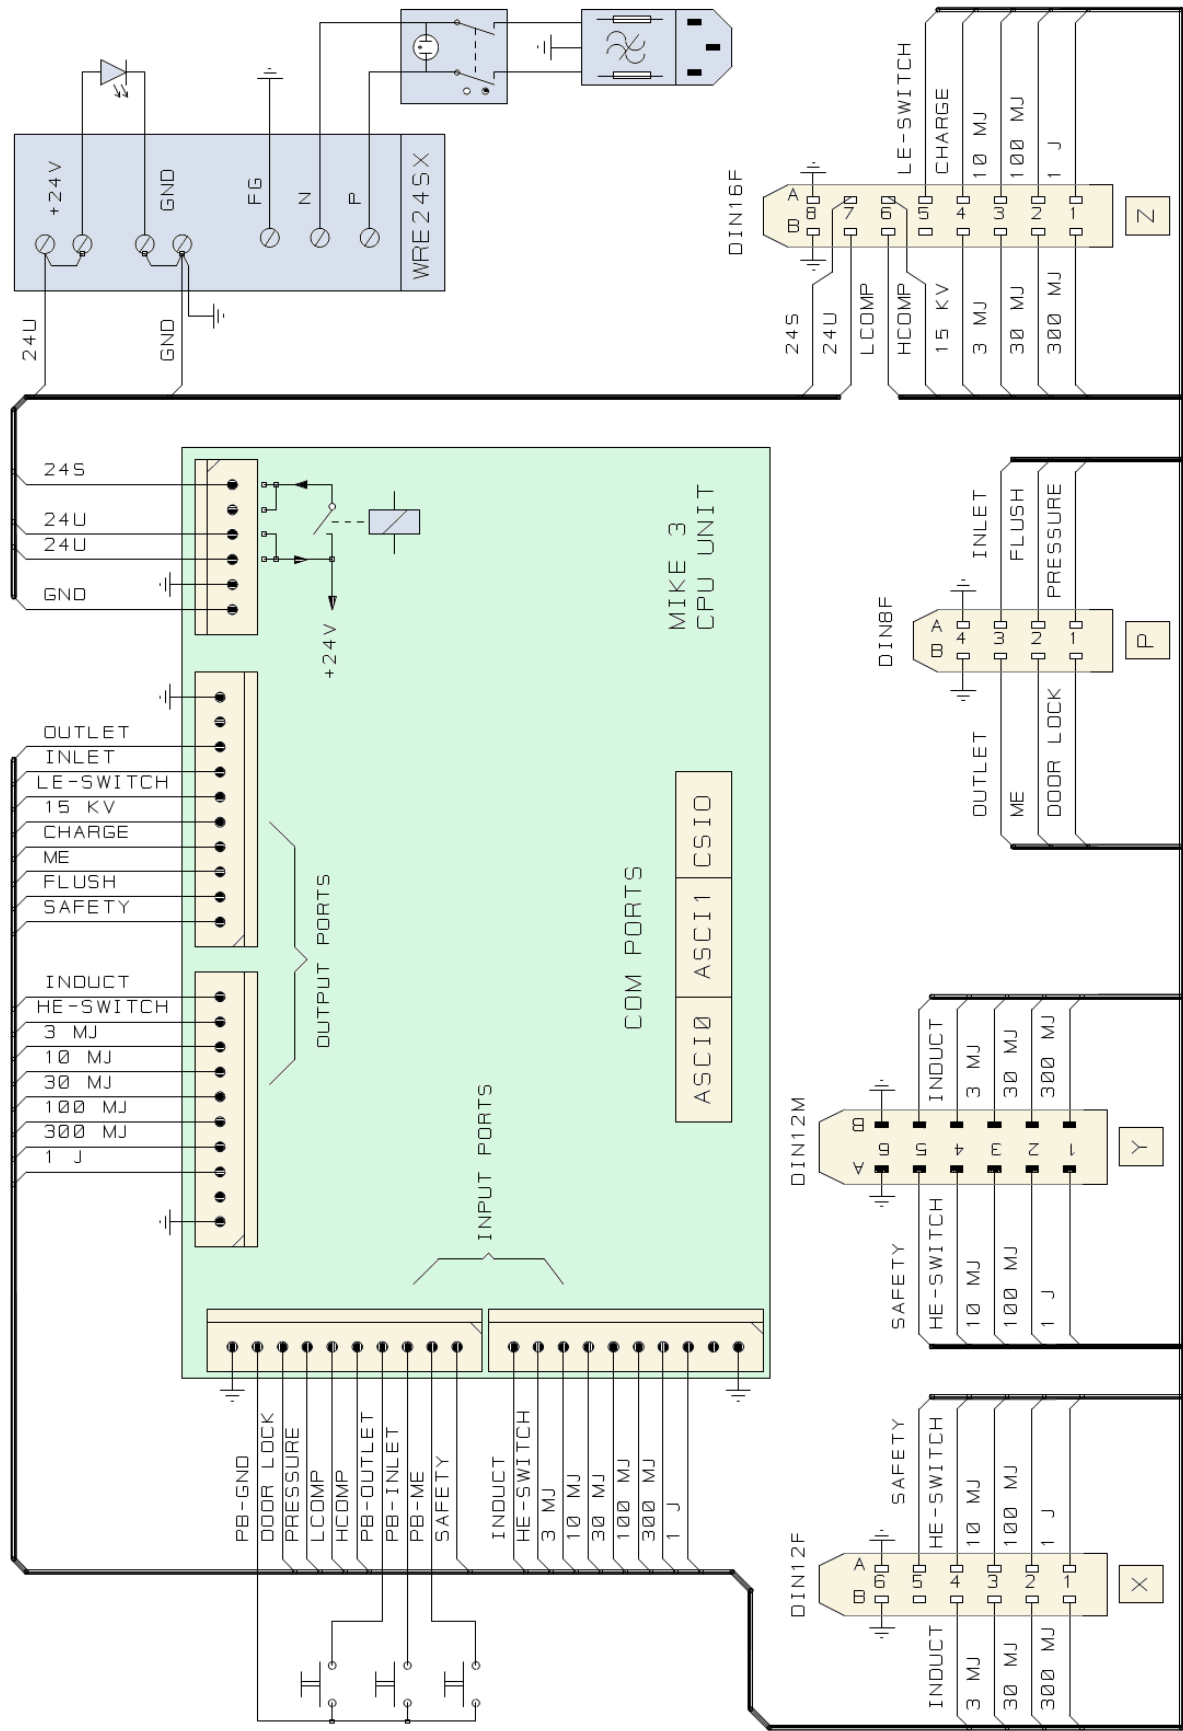 +24V
GND
FG
N
P
WRE24SX
24U
GND
24S
24U
24U
GND
+24V
MIKE 3
CPU UNIT
OUTLET
INLET
LE-SWITCH
15 KV
CHARGE
ME
FLUSH
SAFETY
INDUCT
HE-SWITCH
3 MJ
10 MJ
30 MJ
100 MJ
300 MJ
1 J
OUTPUT PORTS
INPUT PORTS
COM PORTS
ASCI0
ASCI1
CSIO
PB-GND
DOOR LOCK
PRESSURE
LCOMP
HCOMP
PB-OUTLET
PB-INLET
PB-ME
SAFETY
INDUCT
HE-SWITCH
3 MJ
10 MJ
30 MJ
100 MJ
300 MJ
1 J
DIN16F
LE-SWITCH
CHARGE
10 MJ
100 MJ
1 J
A
B
8
7
6
5
4
3
2
1
Z
24S
24U
LCOMP
HCOMP
15 KV
3 MJ
30 MJ
300 MJ
DIN8F
INLET
FLUSH
PRESSURE
A
B
4
3
2
1
P
OUTLET
ME
DOOR LOCK
DIN12M
INDUCT
3 MJ
30 MJ
300 MJ
B
A
6
5
4
3
2
1
Y
SAFETY
HE-SWITCH
10 MJ
100 MJ
1 J
DIN12F
SAFETY
HE-SWITCH
10 MJ
100 MJ
1 J
A
B
6
5
4
3
2
1
X
INDUCT
3 MJ
30 MJ
300 MJ